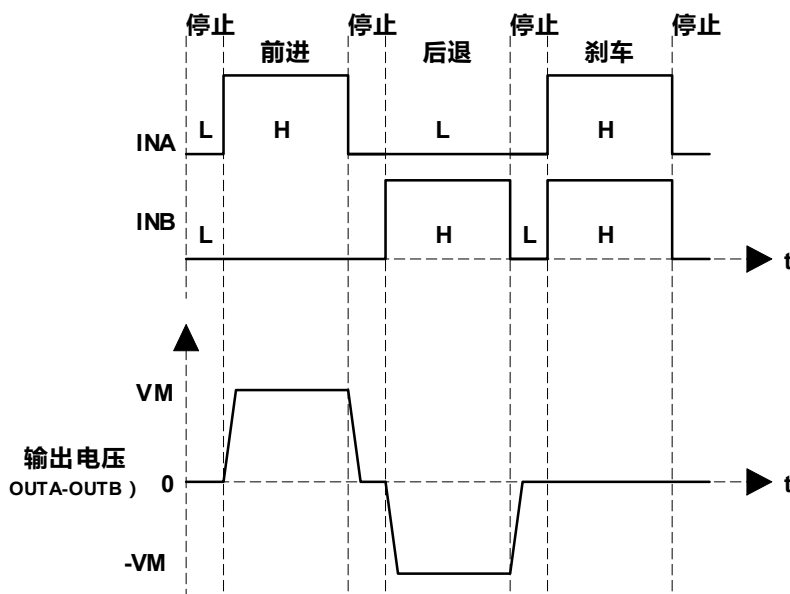 停止 停止 停止 停止
前进 后退 刹车
L H L H
INA
INB
L H L H
t
VM
输出电压
OUTA-OUTB ) 0 t
-VM